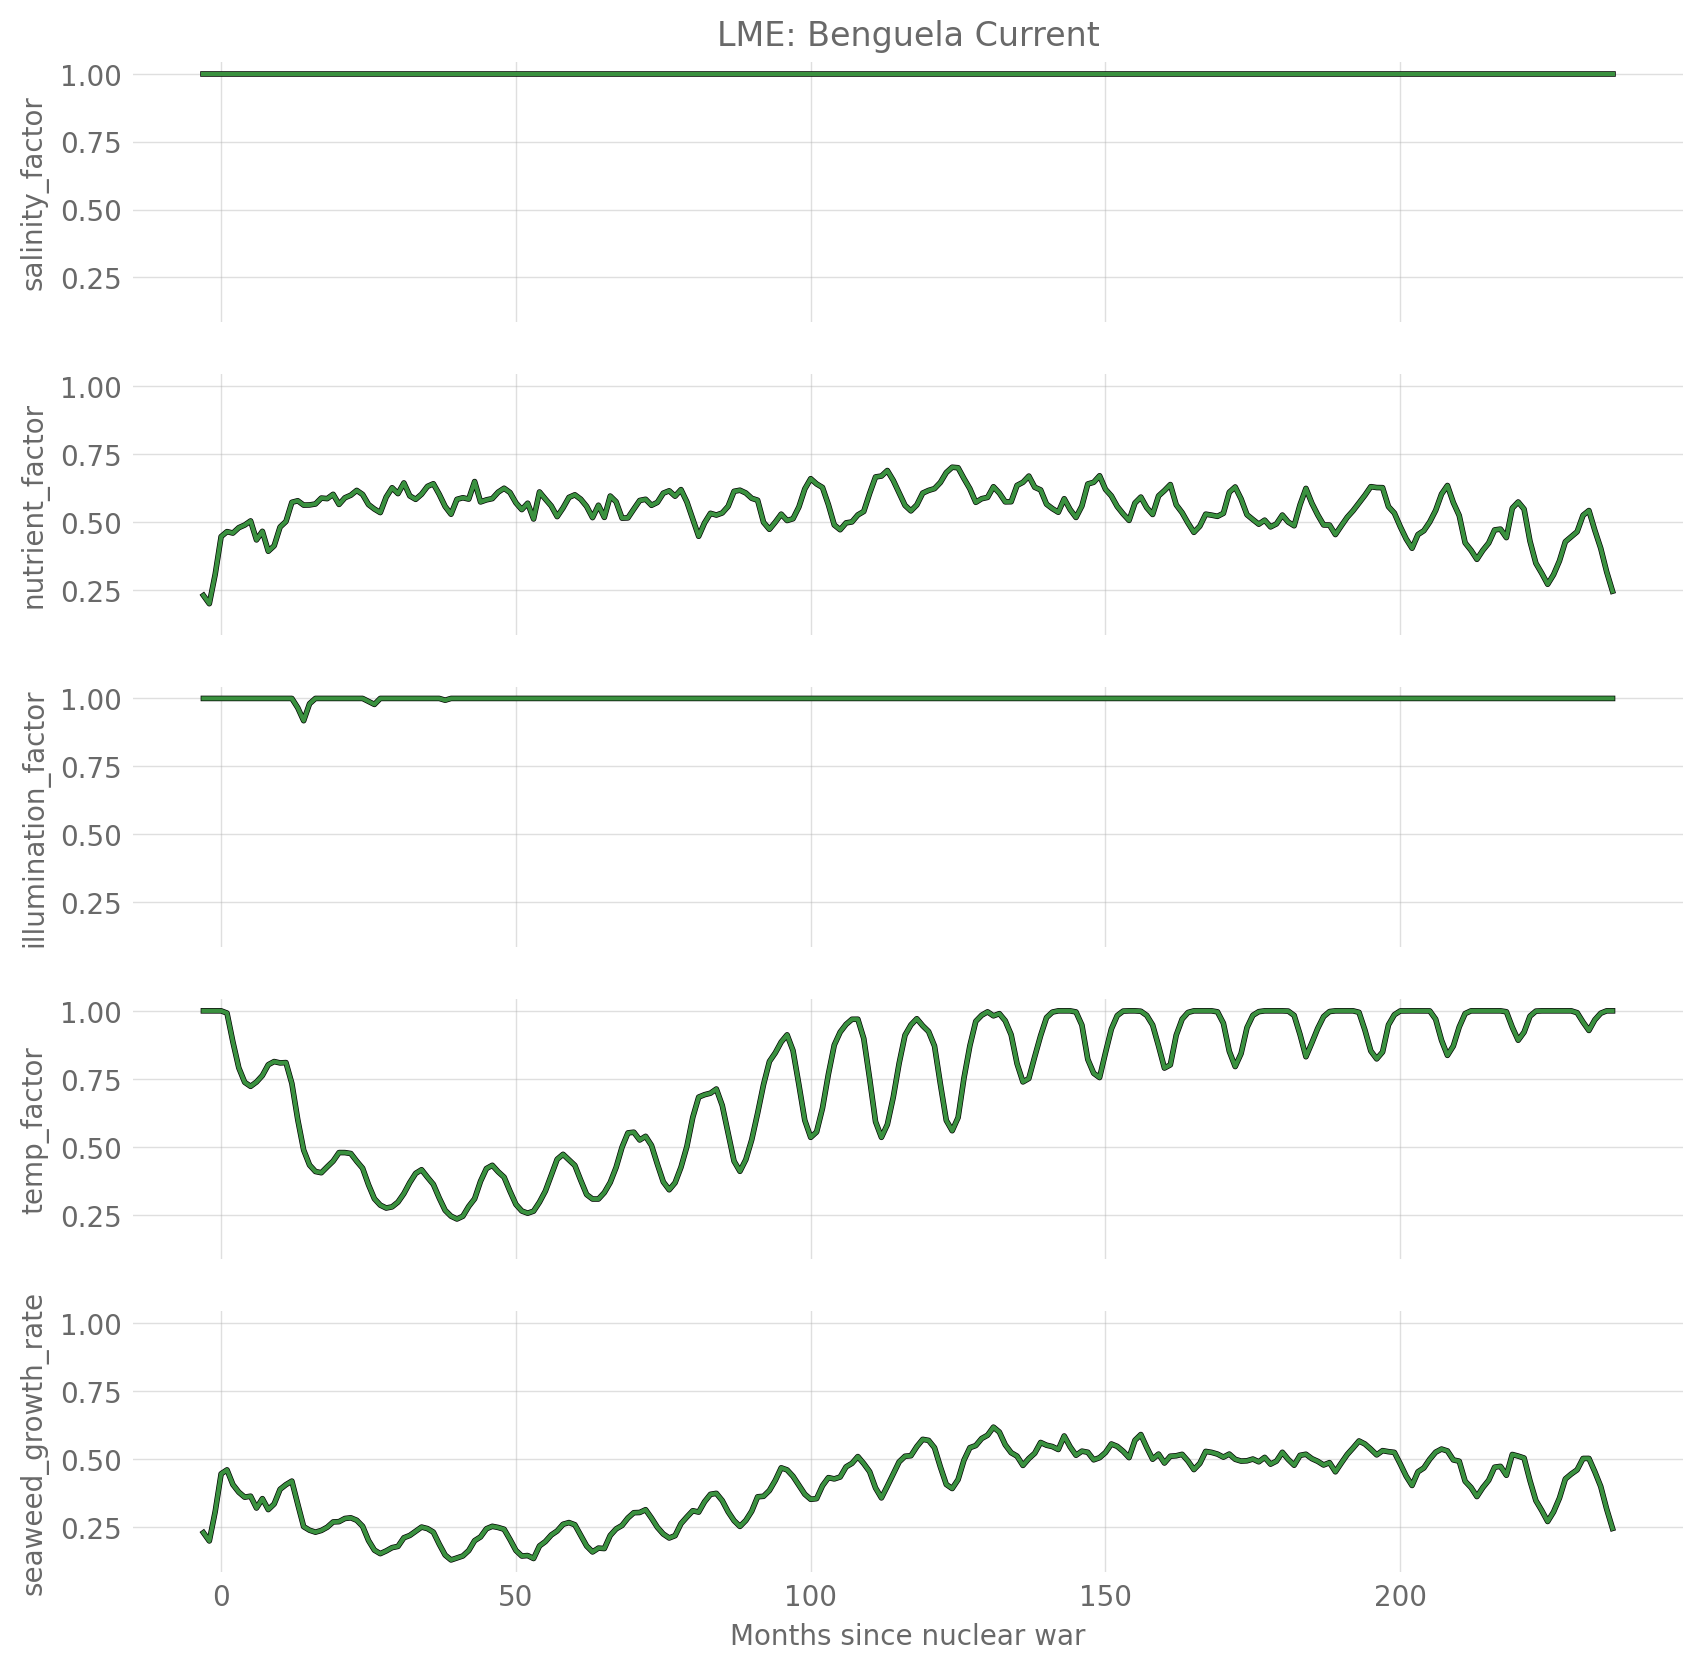 LME: Benguela Current
1.00
0.75
0.50
0.25
salinity_factor
1.00
0.75
0.50
0.25
nutrient_factor
1.00
0.75
0.50
0.25
illumination_factor
1.00
0.75
0.50
0.25
temp_factor
1.00
0.75
0.50
0.25
seaweed_growth_rate
0 50 100 150 200
Months since nuclear war